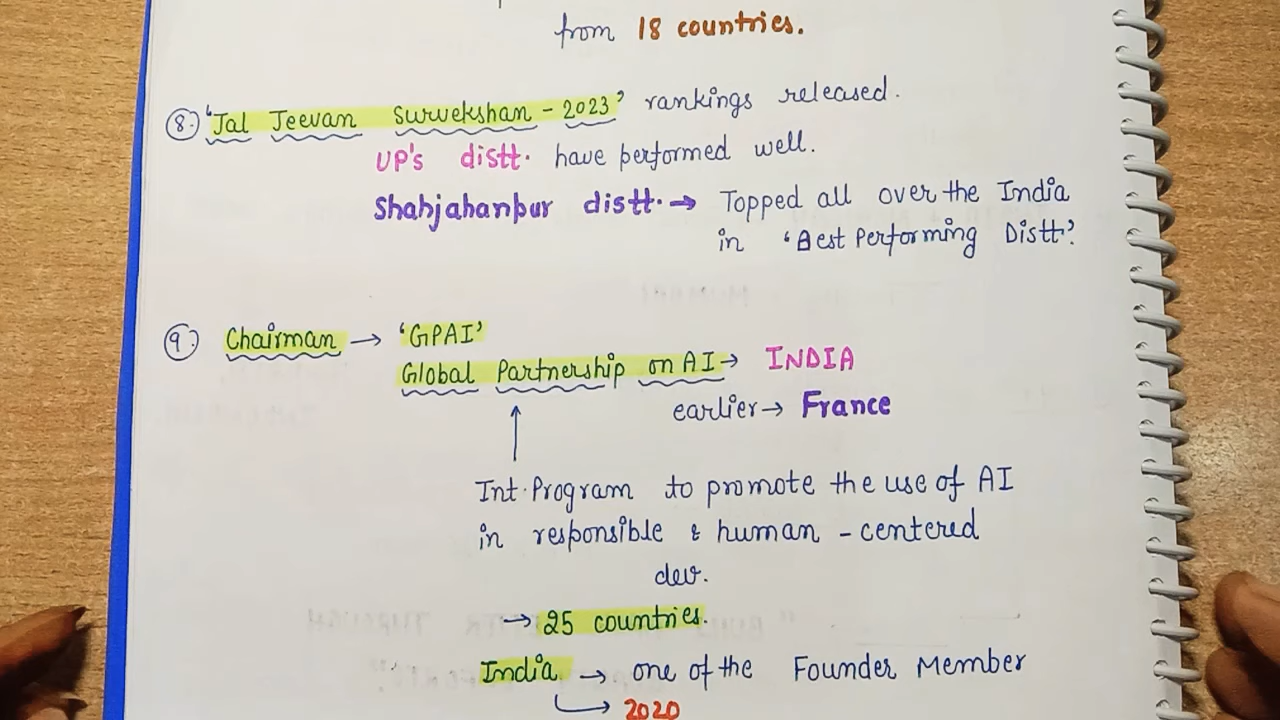 from 18 countries.
⑧. 'Jal Jeevan Survekshan - 2023' rankings released.
UP's distt. have performed well.
Shahjahanpur distt. → Topped all over the India
in 'Best Performing Distt.'
⑨. Chairman → 'GPAI'
Global Partnership on AI → INDIA
earlier → France
↑
Int. Program to promote the use of AI
in responsible & human - centered
dev.
→ 25 countries.
India → one of the Founder Member
↳ 2020